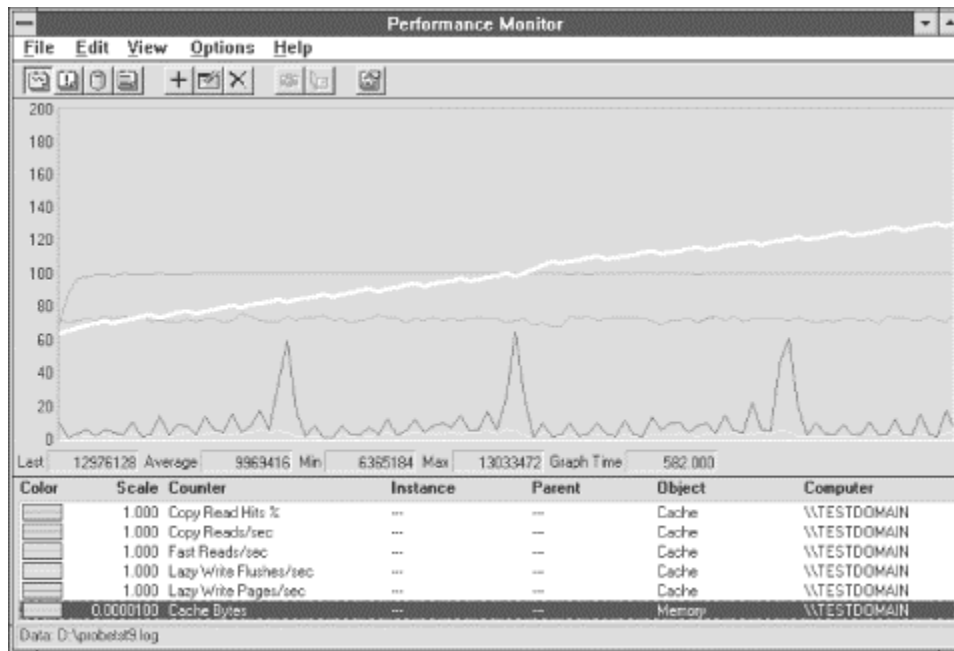 Performance Monitor
File Edit View Options Help
200
180
160
140
120
100
80
60
40
20
0
Last 12976128 Average 9969416 Min 6365184 Max 13033472 Graph Time 582.000
Color Scale Counter Instance Parent Object Computer
1.000 Copy Read Hits % --- --- Cache \\TESTDOMAIN
1.000 Copy Reads/sec --- --- Cache \\TESTDOMAIN
1.000 Fast Reads/sec --- --- Cache \\TESTDOMAIN
1.000 Lazy Write Flushes/sec --- --- Cache \\TESTDOMAIN
1.000 Lazy Write Pages/sec --- --- Cache \\TESTDOMAIN
0.0000100 Cache Bytes --- --- Memory \\TESTDOMAIN
Data: D:\probetst9.log